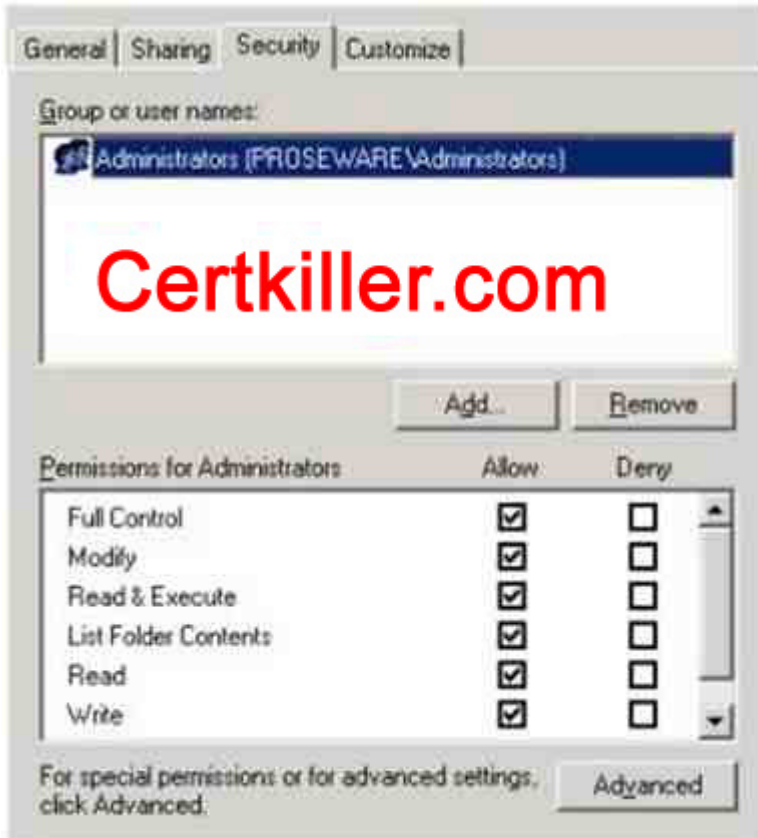 General Sharing Security Customize
Group or user names:
Administrators (PROSEWARE\Administrators)
Certkiller.com
Add... Remove
Permissions for Administrators Allow Deny
Full Control
Modify
Read & Execute
List Folder Contents
Read
Write
For special permissions or for advanced settings, Advanced
click Advanced.